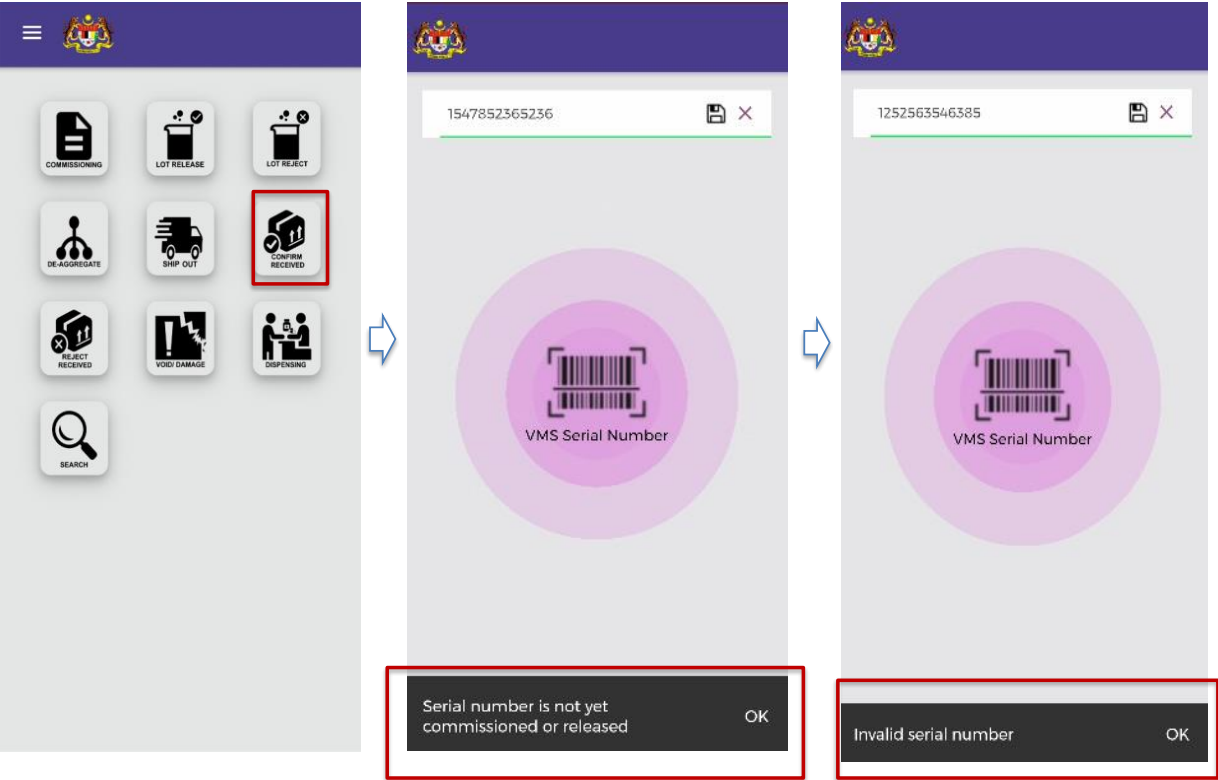 COMMISSIONING
LOT RELEASE
LOT REJECT
DE-AGGREGATE
SHIP OUT
CONFIRM
RECEIVED
REJECT
RECEIVED
VOID/ DAMAGE
DISPENSING
SEARCH
1547852365236
VMS Serial Number
Serial number is not yet
commissioned or released
OK
1252563546385
VMS Serial Number
Invalid serial number
OK